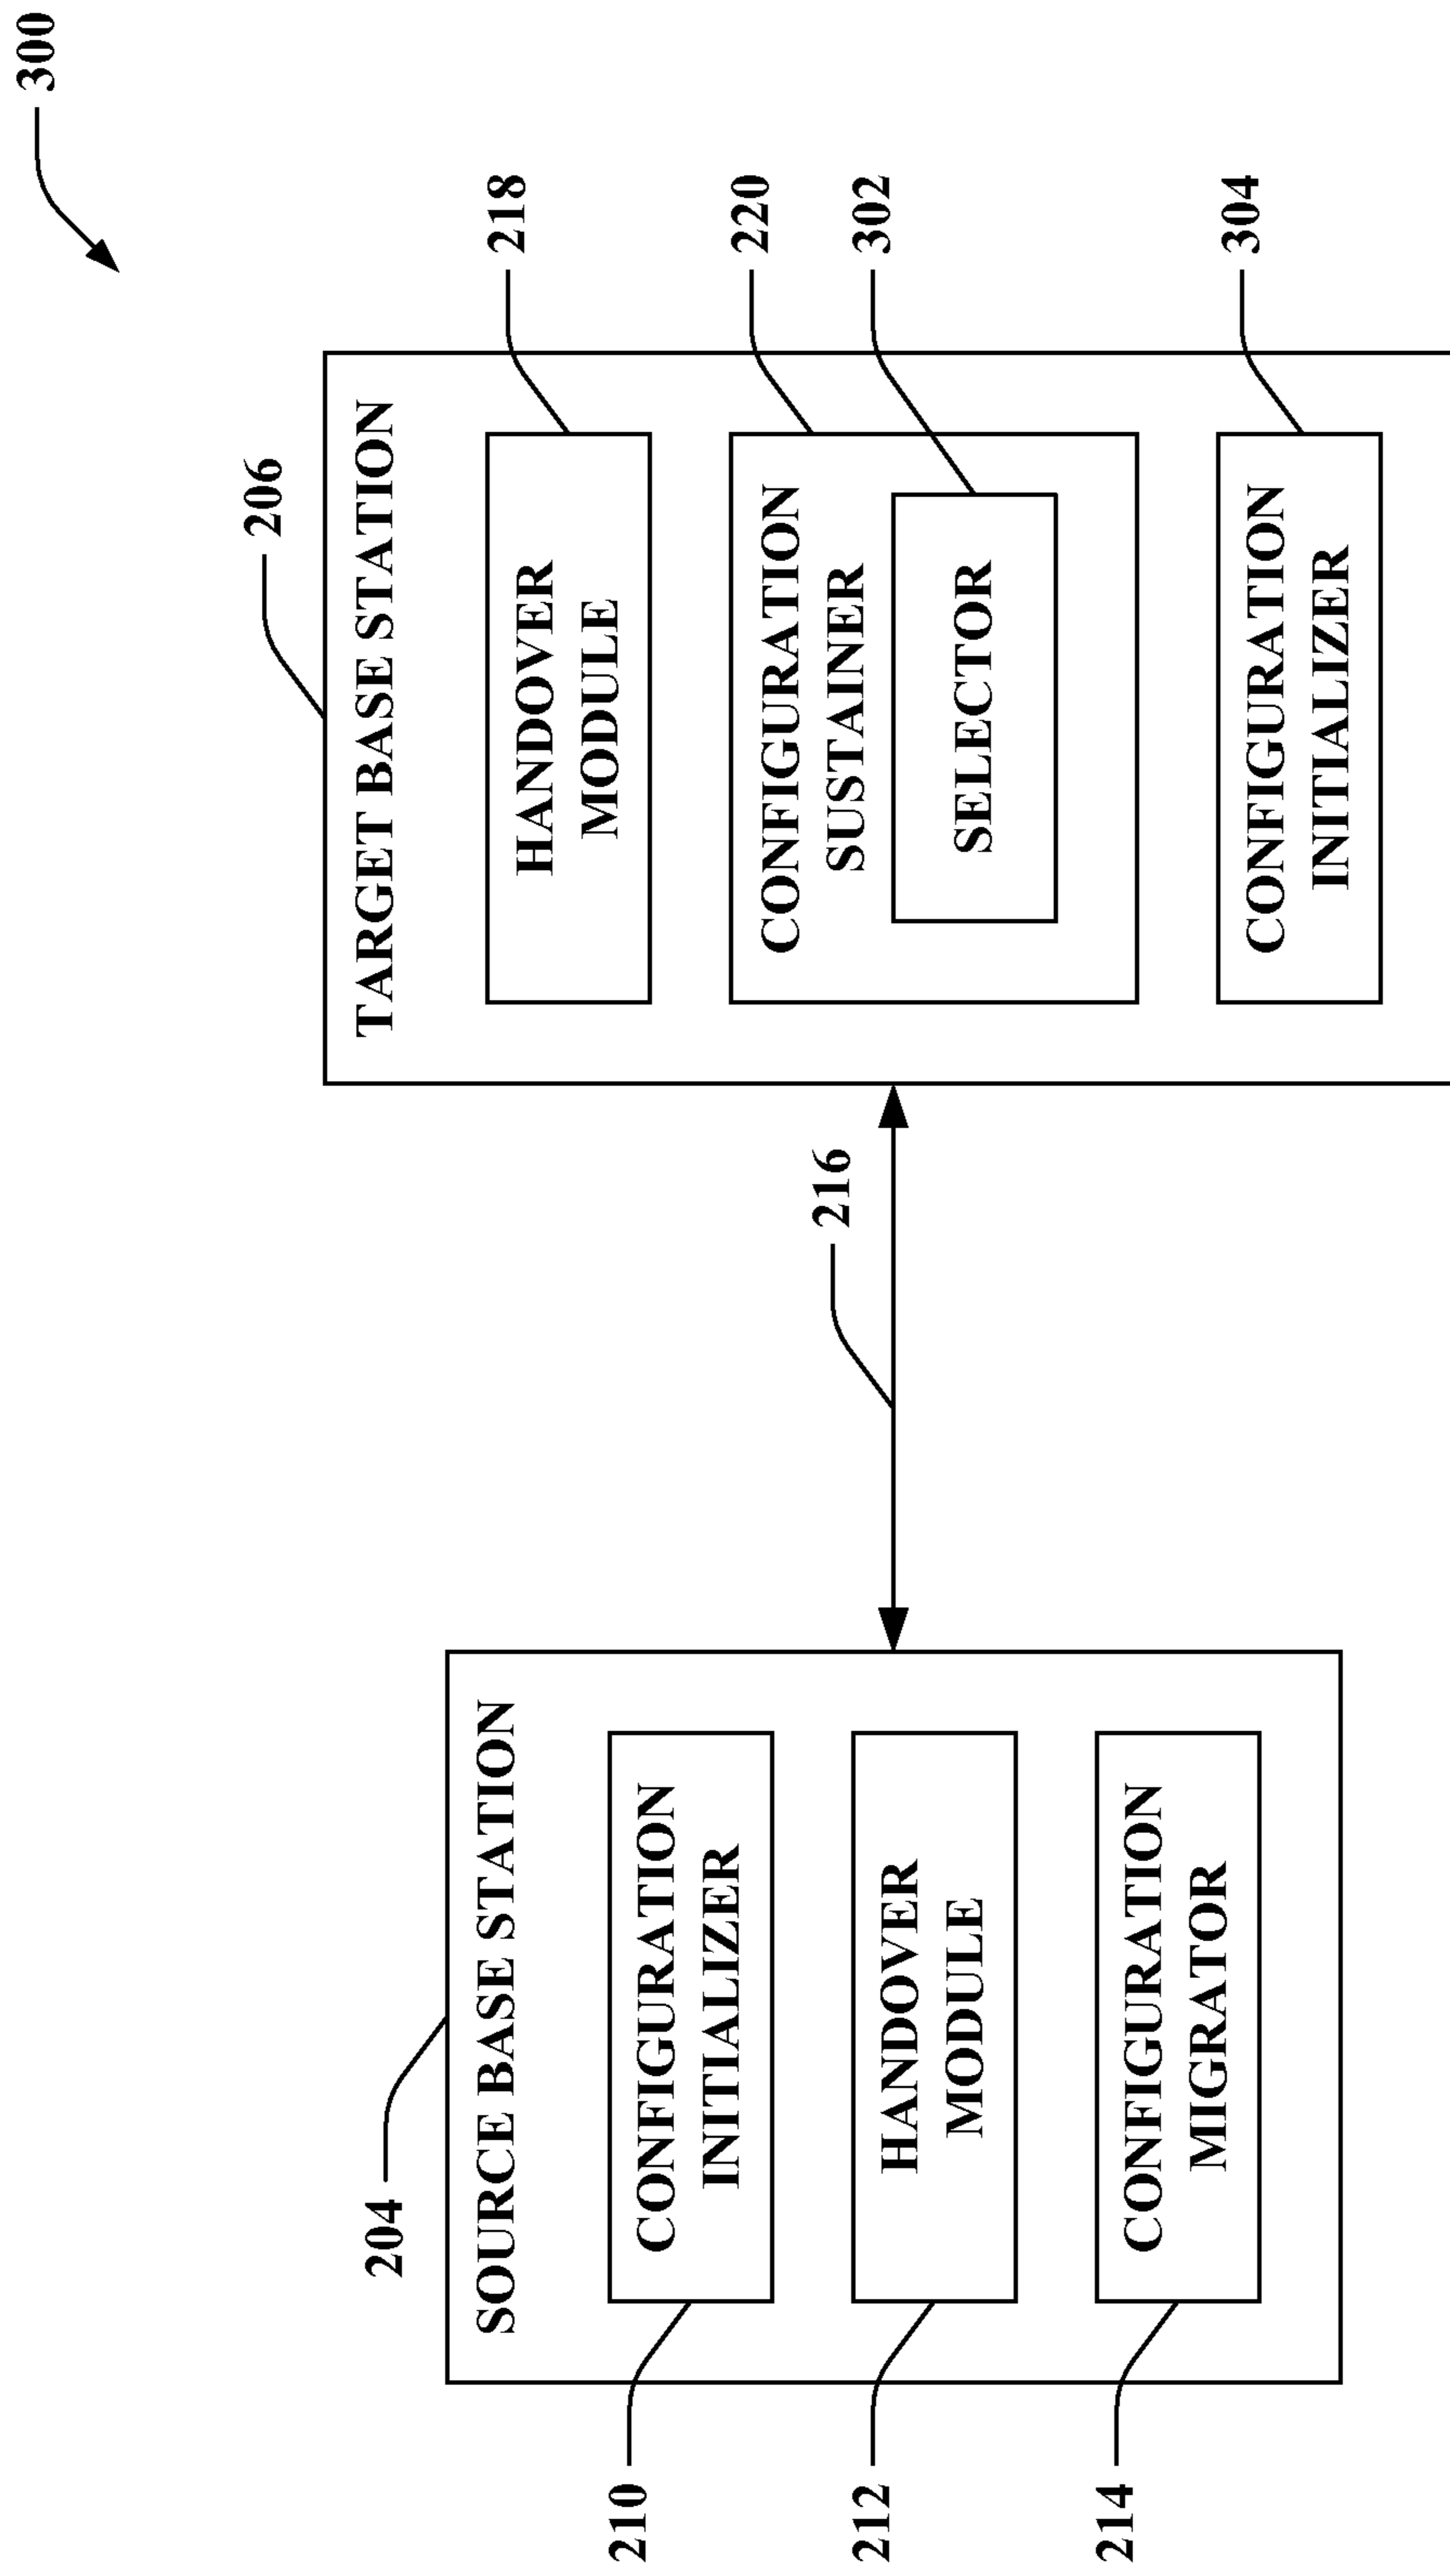 300
206
TARGET BASE STATION
204
SOURCE BASE STATION
HANDOVER
MODULE
218
210
CONFIGURATION
INITIALIZER
216
CONFIGURATION
SUSTAINER
220
SELECTOR
302
212
HANDOVER
MODULE
214
CONFIGURATION
MIGRATOR
CONFIGURATION
INITIALIZER
304